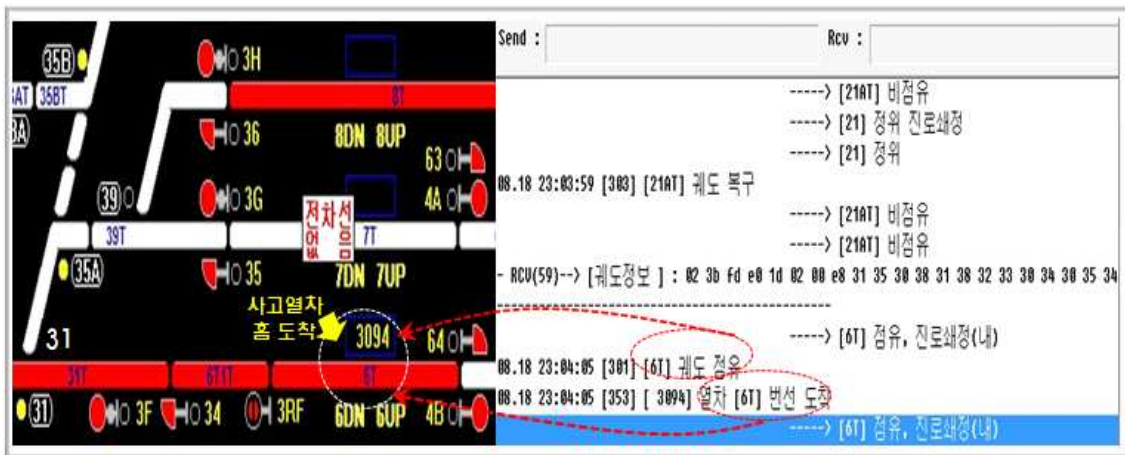 35B
3H
AT
35BT
8T
3A
36
8DN 8UP
63
39
3G
4A
전차선
없음
39T
7T
35A
35
7DN 7UP
사고열차
홈 도착
3094
31
64
31T
6T1T
6T
31
3F
34
3RF
6DN 6UP
4B
Send :
Rcv :
-----> [21AT] 비점유
-----> [21] 정위 진로쇄정
-----> [21] 정위
08.18 23:03:59 [303] [21AT] 궤도 복구
-----> [21AT] 비점유
-----> [21AT] 비점유
- RCV(59)--> [궤도정보 ] : 02 3b fd e0 1d 02 00 e8 31 35 30 38 31 38 32 33 30 34 30 35 34
-----> [6T] 점유, 진로쇄정(내)
08.18 23:04:05 [301] [6T] 궤도 점유
08.18 23:04:05 [353] [ 3094] 열차 [6T] 번선 도착
-----> [6T] 점유, 진로쇄정(내)